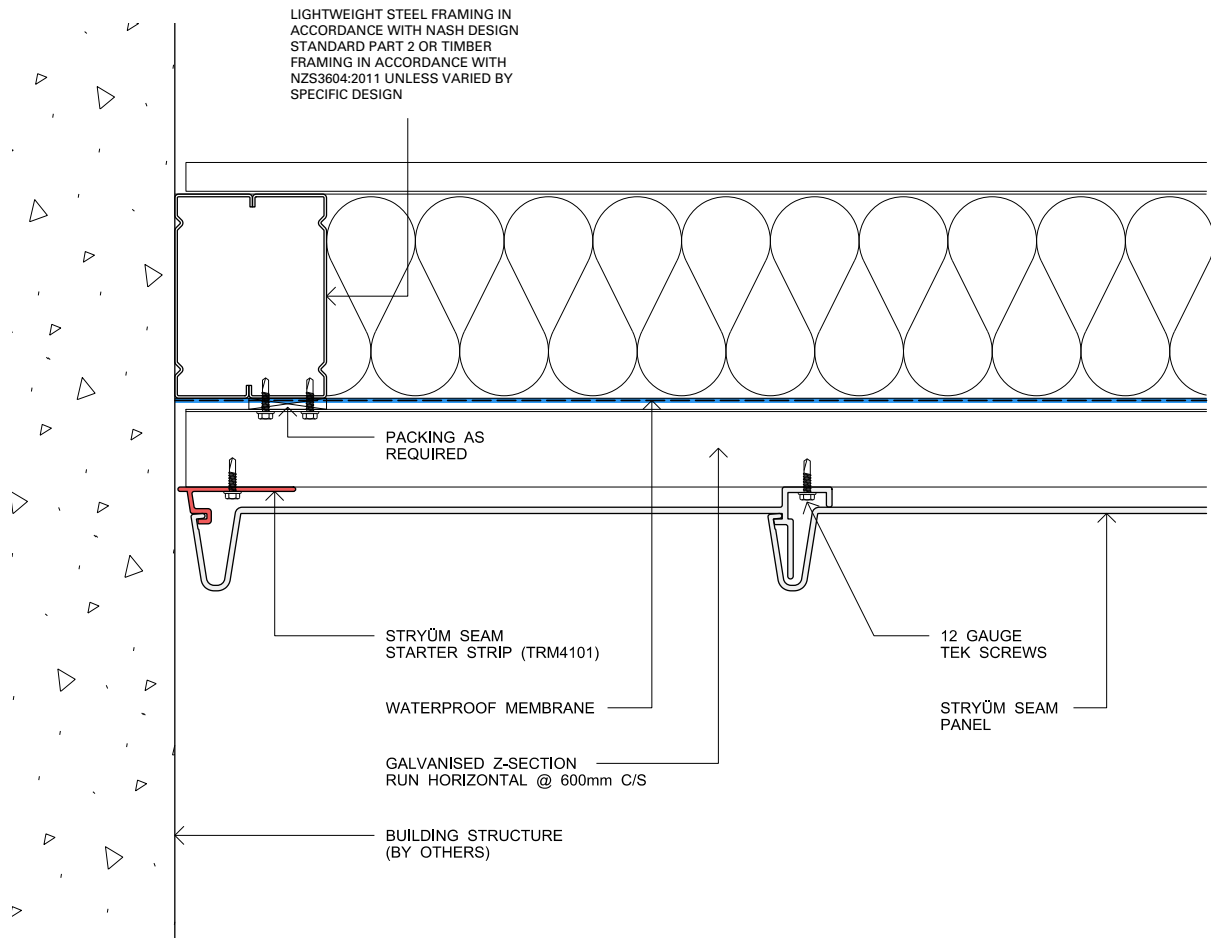 LIGHTWEIGHT STEEL FRAMING IN
ACCORDANCE WITH NASH DESIGN
STANDARD PART 2 OR TIMBER
FRAMING IN ACCORDANCE WITH
NZS3604:2011 UNLESS VARIED BY
SPECIFIC DESIGN
PACKING AS
REQUIRED
STRYÜM SEAM
STARTER STRIP (TRM4101)
12 GAUGE
TEK SCREWS
WATERPROOF MEMBRANE
STRYÜM SEAM
PANEL
GALVANISED Z-SECTION
RUN HORIZONTAL @ 600mm C/S
BUILDING STRUCTURE
(BY OTHERS)